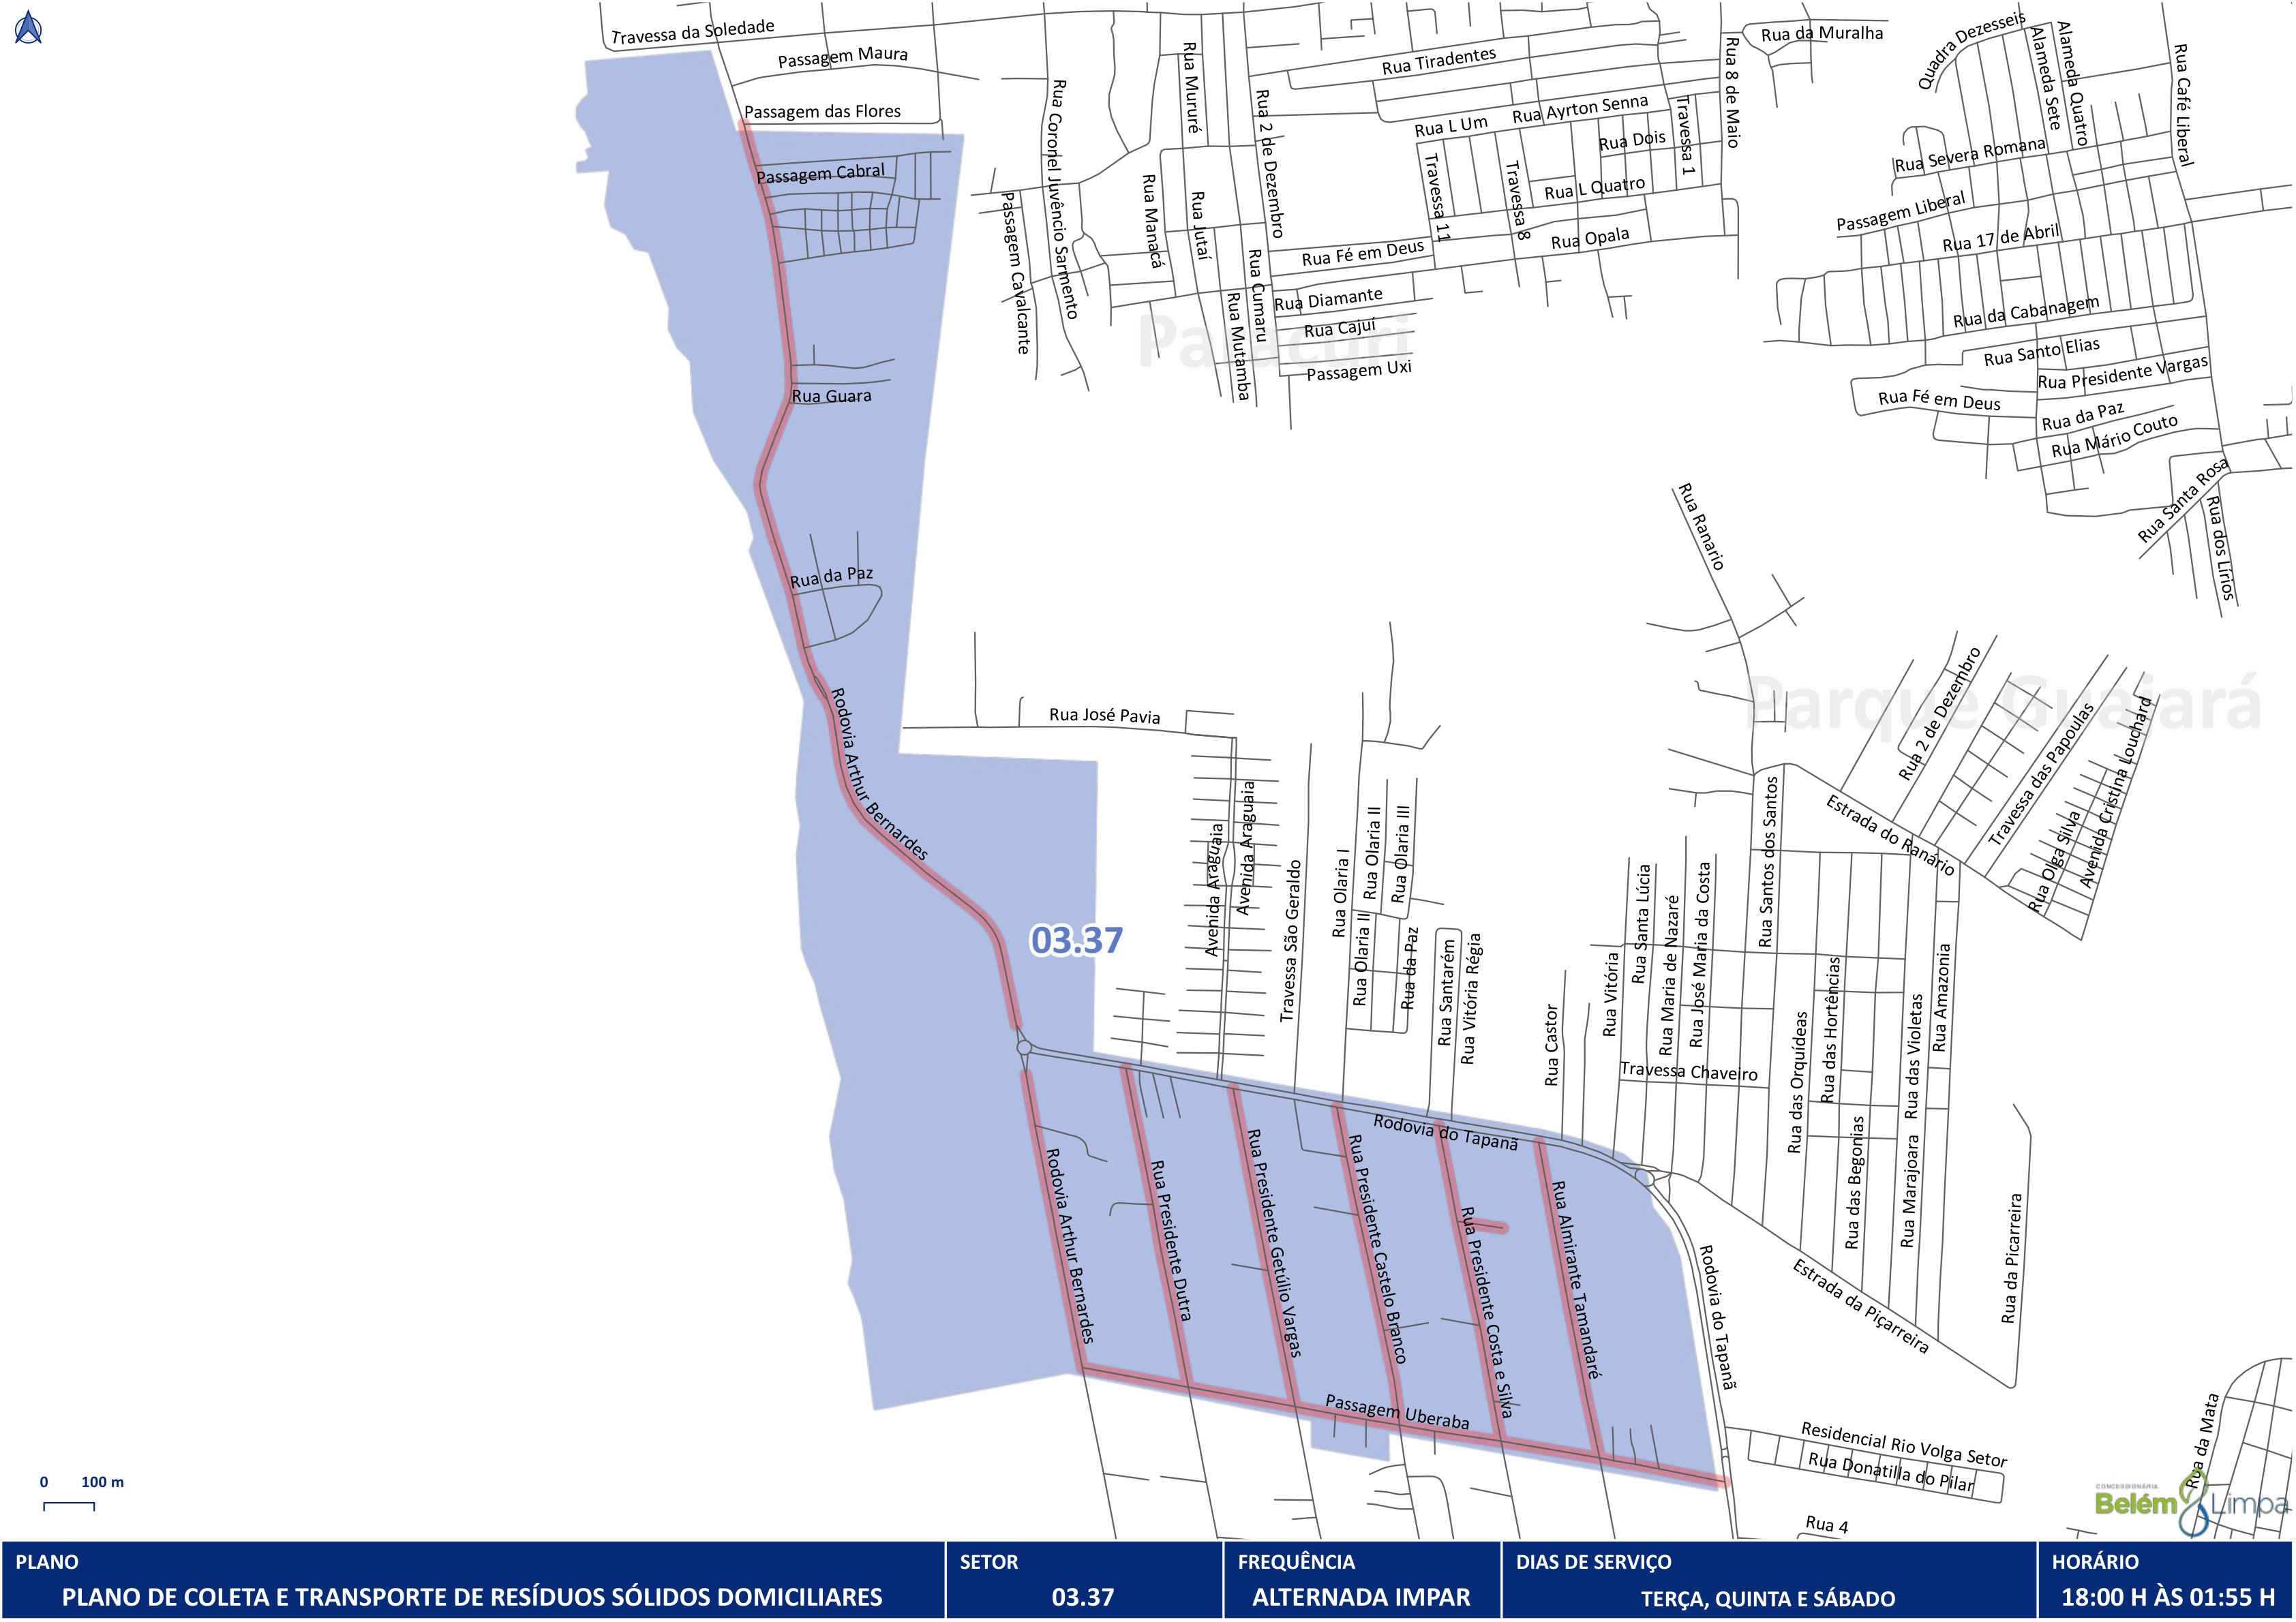 Travessa da Soledade
Passagem Maura
Passagem das Flores
Passagem Cabral
Rua Guara
Rua da Paz
Rodovia Arthur Bernardes
Rua Coronel Juvêncio Sarmento
Passagem Cavalcante
Rua Mururé
Rua Manacá
Rua Jutaí
Rua 2 de Dezembro
Rua Cumaru
Rua Mutamba
Rua Tiradentes
Rua L Um
Rua Ayrton Senna
Rua Dois
Travessa 1
Rua 8 de Maio
Travessa 11
Travessa 8
Rua L Quatro
Rua Fé em Deus
Rua Opala
Rua Diamante
Rua Cajuí
Passagem Uxi
Paracuri
Rua da Muralha
Quadra Dezesseis
Alameda Sete
Alameda Quatro
Rua Café Liberal
Rua Severa Romana
Passagem Liberal
Rua 17 de Abril
Rua da Cabanagem
Rua Santo Elias
Rua Presidente Vargas
Rua Fé em Deus
Rua da Paz
Rua Mário Couto
Rua Santa Rosa
Rua dos Lírios
Rua Ranario
Parque Guajará
Rua 2 de Dezembro
Travessa das Papoulas
Avenida Cristina Louchard
Rua Olga Silva
Estrada do Ranário
Rua José Pavia
Avenida Araguaia
Avenida Araguaia
Travessa São Geraldo
Rua Olaria I
Rua Olaria II
Rua Olaria III
Rua Olaria II
Rua da Paz
Rua Santarém
Rua Vitória Régia
Rua Castor
Rua Vitória
Rua Santa Lúcia
Rua Maria de Nazaré
Rua José Maria da Costa
Rua Santos dos Santos
Travessa Chaveiro
Rua das Orquídeas
Rua das Hortências
Rua das Begonias
Rua das Violetas
Rua Marajoara
Rua Amazonia
Rua da Picarreira
Estrada da Piçarreira
03.37
Rodovia do Tapanã
Rodovia Arthur Bernardes
Rua Presidente Dutra
Rua Presidente Getúlio Vargas
Rua Presidente Castelo Branco
Rua Presidente Costa e Silva
Rua Almirante Tamandaré
Rodovia do Tapanã
Passagem Uberaba
Residencial Rio Volga Setor
Rua Donatilla do Pilar
Rua 4
Rua da Mata
0 100 m
CONCESSIONÁRIA
Belém Limpa
PLANO
PLANO DE COLETA E TRANSPORTE DE RESÍDUOS SÓLIDOS DOMICILIARES
SETOR
03.37
FREQUÊNCIA
ALTERNADA IMPAR
DIAS DE SERVIÇO
TERÇA, QUINTA E SÁBADO
HORÁRIO
18:00 H ÀS 01:55 H